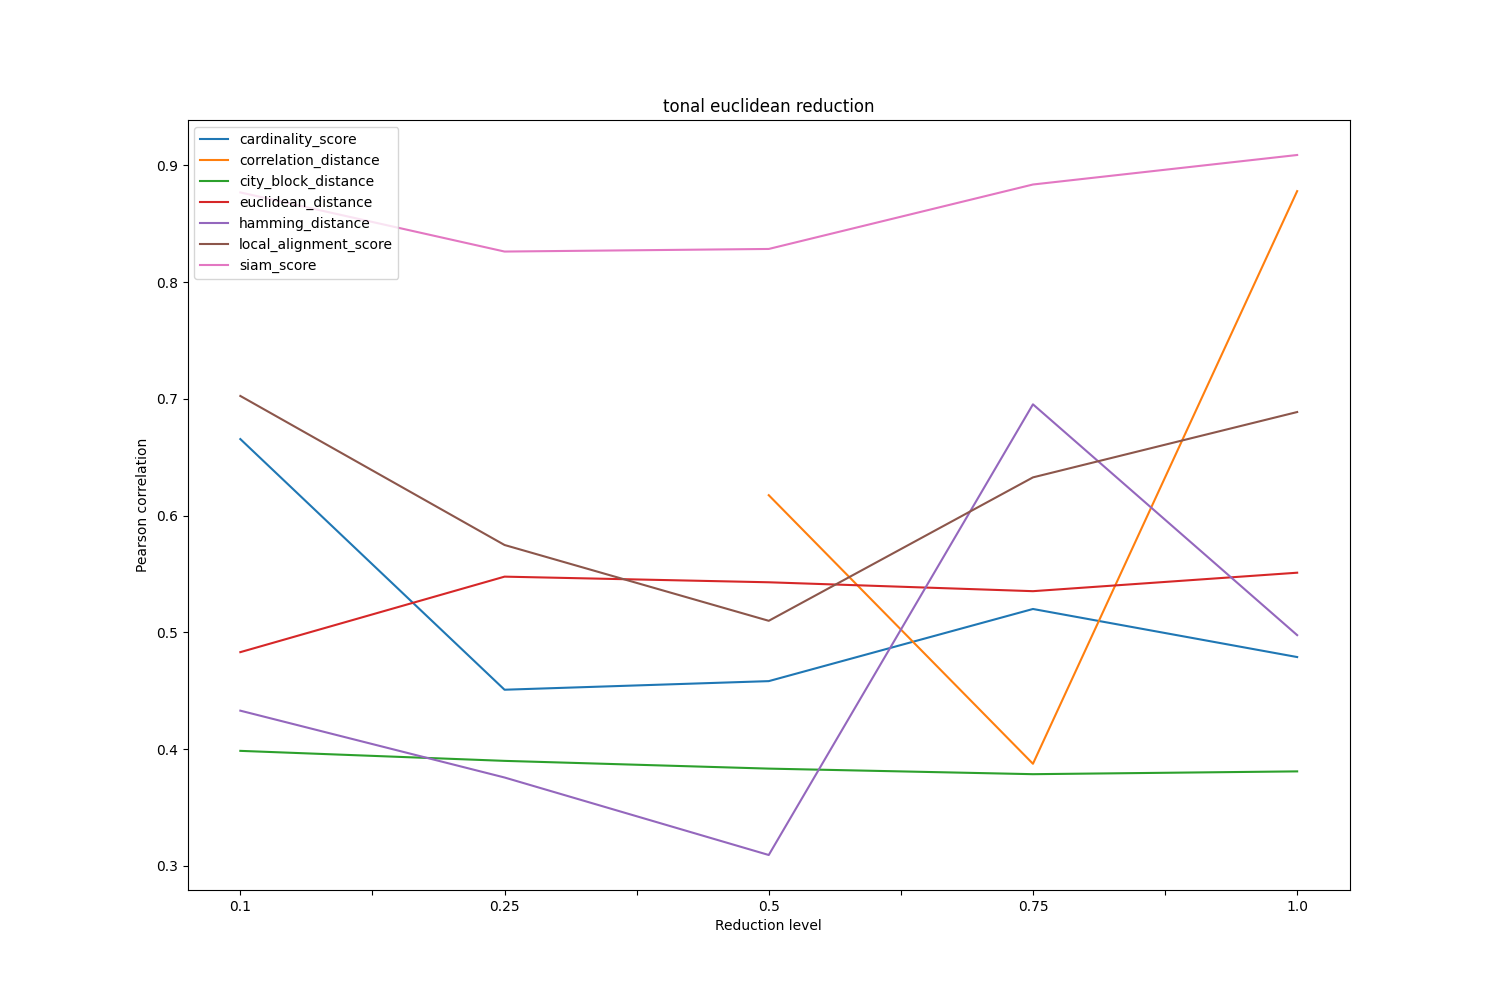 tonal euclidean reduction
cardinality_score
correlation_distance
city_block_distance
euclidean_distance
hamming_distance
local_alignment_score
siam_score
Pearson correlation
0.9
0.8
0.7
0.6
0.5
0.4
0.3
0.1 0.25 0.5 0.75 1.0
Reduction level